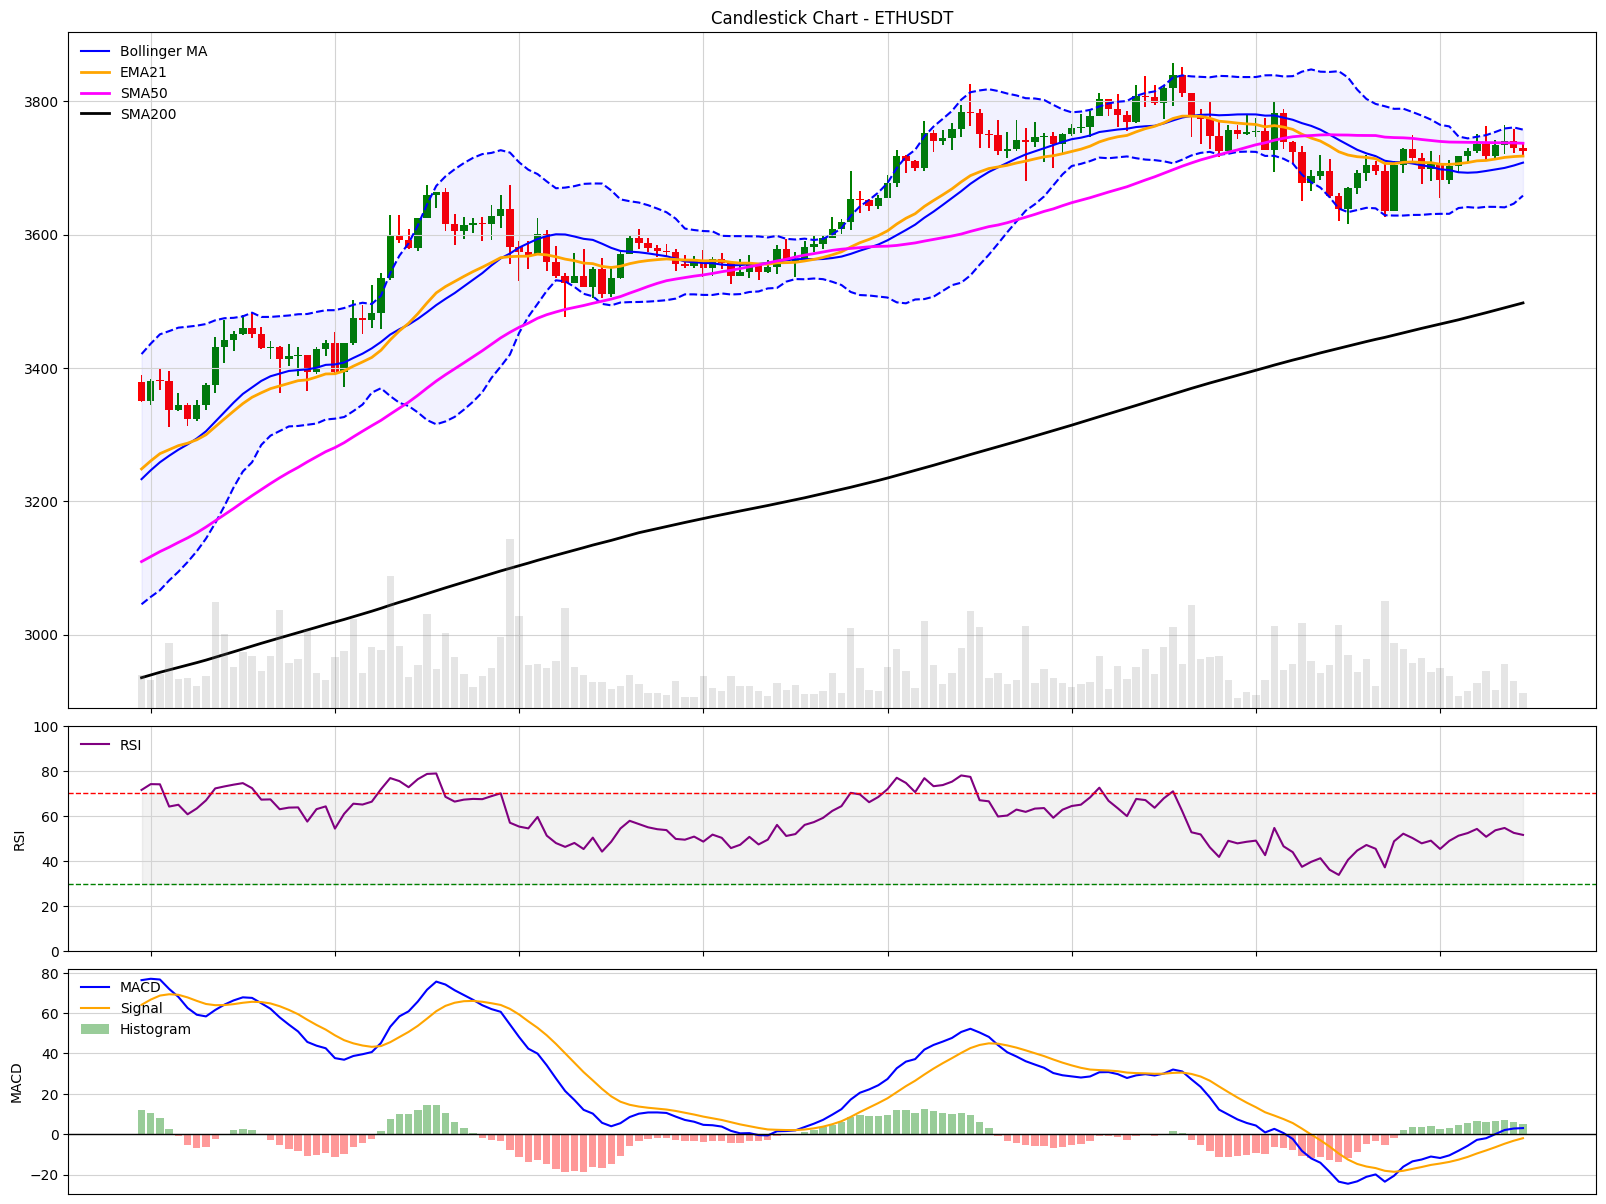 Candlestick Chart - ETHUSDT
Bollinger MA
EMA21
SMA50
SMA200
3800
3600
3400
3200
3000
RSI
100
80
60
40
20
0
RSI
MACD
Signal
Histogram
80
60
40
20
0
−20
MACD